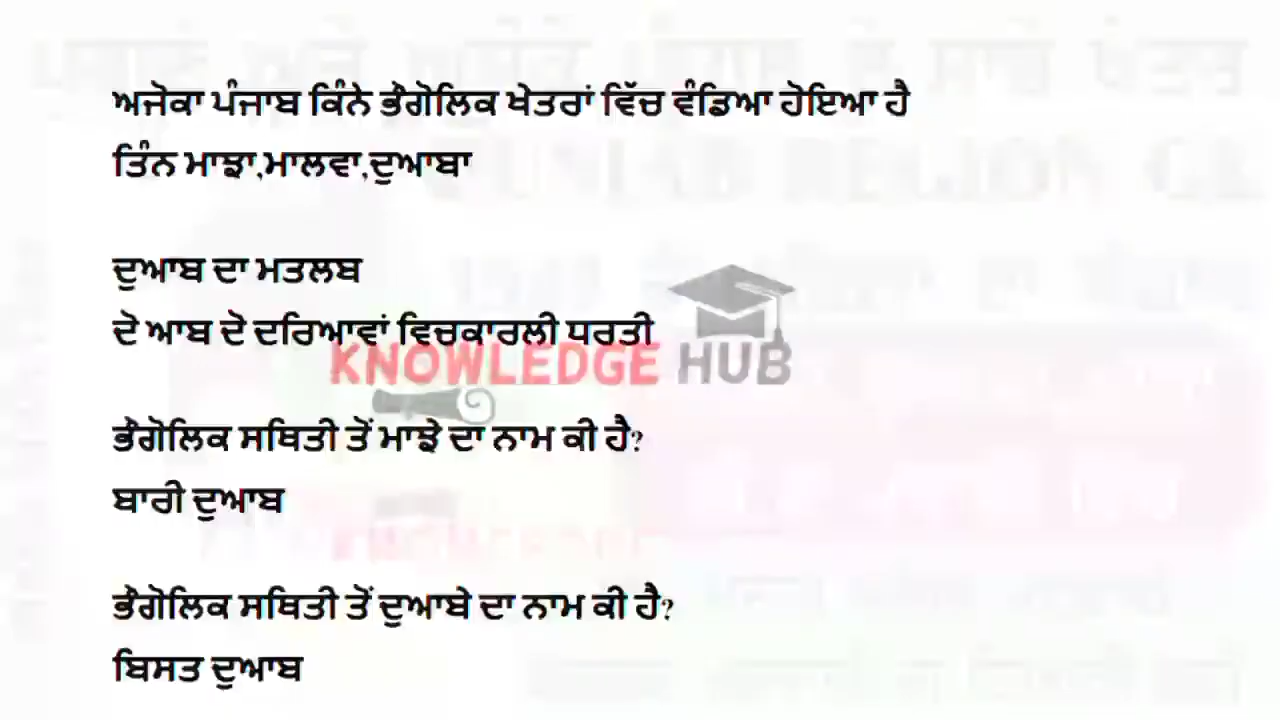 ਅਜੋਕਾ ਪੰਜਾਬ ਕਿੰਨੇ ਭੌਗੋਲਿਕ ਖੇਤਰਾਂ ਵਿੱਚ ਵੰਡਿਆ ਹੋਇਆ ਹੈ
ਤਿੰਨ ਮਾਝਾ,ਮਾਲਵਾ,ਦੁਆਬਾ
ਦੁਆਬ ਦਾ ਮਤਲਬ
ਦੋ ਆਬ ਦੋ ਦਰਿਆਵਾਂ ਵਿਚਕਾਰਲੀ ਧਰਤੀ
KNOWLEDGE HUB
ਭੌਗੋਲਿਕ ਸਥਿਤੀ ਤੋਂ ਮਾਝੇ ਦਾ ਨਾਮ ਕੀ ਹੈ?
ਬਾਰੀ ਦੁਆਬ
ਭੌਗੋਲਿਕ ਸਥਿਤੀ ਤੋਂ ਦੁਆਬੇ ਦਾ ਨਾਮ ਕੀ ਹੈ?
ਬਿਸਤ ਦੁਆਬ